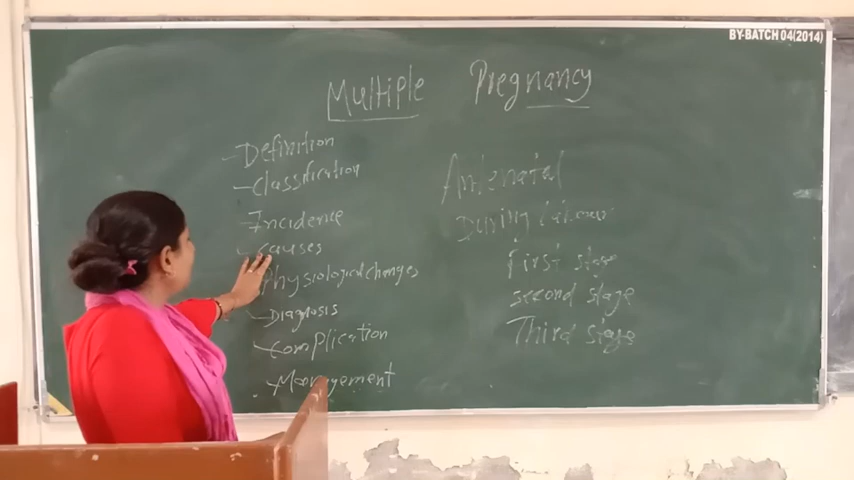 BY-BATCH 04(2014)
Multiple Pregnancy
- Definition
- Classification
- Incidence
- Causes
Physiological changes
- Diagnosis
- Complication
- Management
Antenatal
During labour
first stage
second stage
Third stage